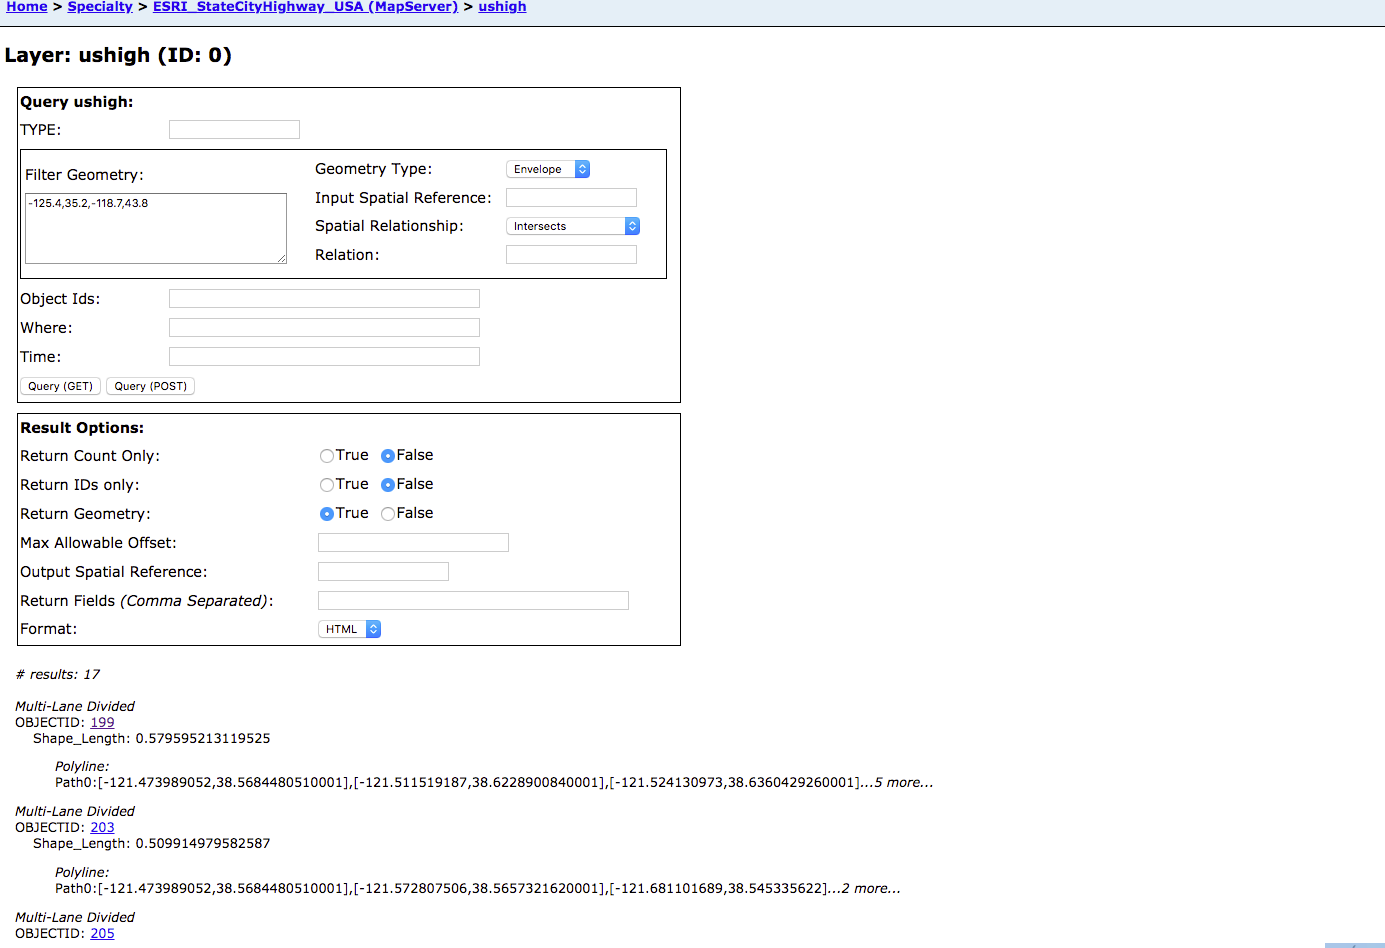 Home > Specialty > ESRI_StateCityHighway_USA (MapServer) > ushigh
Layer: ushigh (ID: 0)
Query ushigh:
TYPE:
Filter Geometry:
-125.4,35.2,-118.7,43.8
Geometry Type: Envelope
Input Spatial Reference:
Spatial Relationship: Intersects
Relation:
Object Ids:
Where:
Time:
Query (GET) Query (POST)
Result Options:
Return Count Only: True False
Return IDs only: True False
Return Geometry: True False
Max Allowable Offset:
Output Spatial Reference:
Return Fields (Comma Separated):
Format: HTML
# results: 17
Multi-Lane Divided
OBJECTID: 199
Shape_Length: 0.579595213119525
Polyline:
Path0:[-121.473989052,38.5684480510001],[-121.511519187,38.6228900840001],[-121.524130973,38.6360429260001]...5 more...
Multi-Lane Divided
OBJECTID: 203
Shape_Length: 0.509914979582587
Polyline:
Path0:[-121.473989052,38.5684480510001],[-121.572807506,38.5657321620001],[-121.681101689,38.545335622]...2 more...
Multi-Lane Divided
OBJECTID: 205